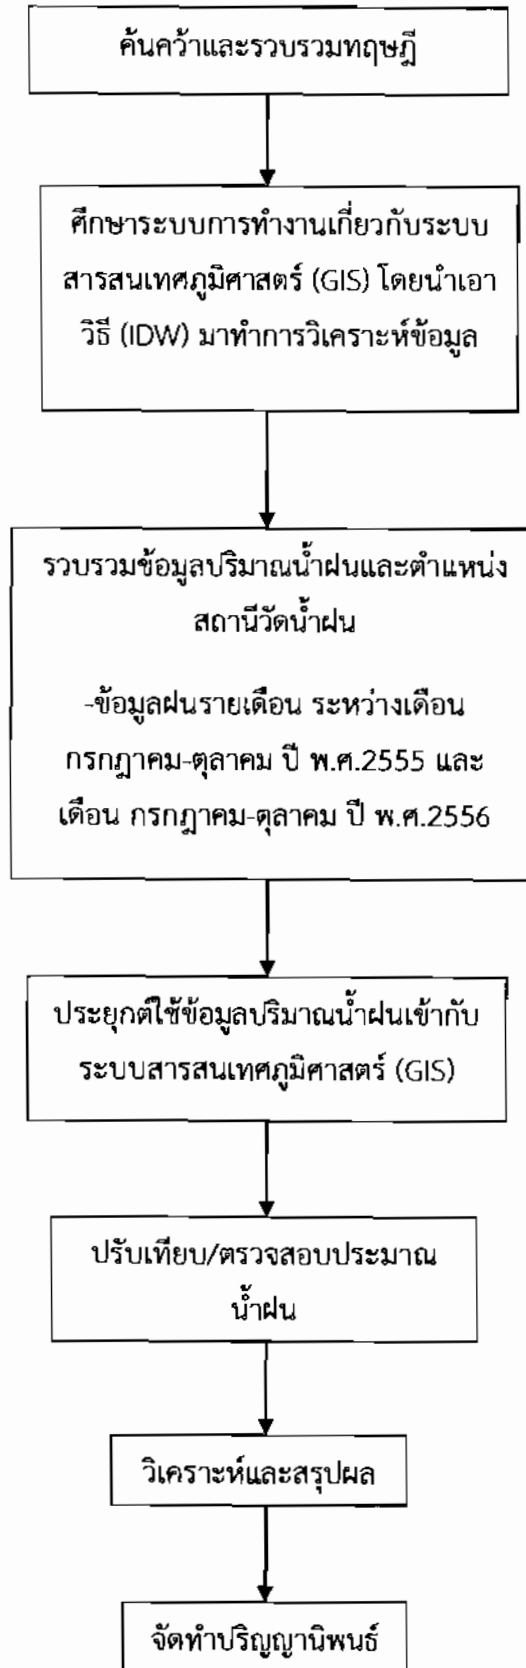 ค้นคว้าและรวบรวมทฤษฎี
ศึกษาระบบการทำงานเกี่ยวกับระบบ
สารสนเทศภูมิศาสตร์ (GIS) โดยนำเอา
วิธี (IDW) มาทำการวิเคราะห์ข้อมูล
รวบรวมข้อมูลปริมาณน้ำฝนและตำแหน่ง
สถานีวัดน้ำฝน
-ข้อมูลฝนรายเดือน ระหว่างเดือน
กรกฎาคม-ตุลาคม ปี พ.ศ.2555 และ
เดือน กรกฎาคม-ตุลาคม ปี พ.ศ.2556
ประยุกต์ใช้ข้อมูลปริมาณน้ำฝนเข้ากับ
ระบบสารสนเทศภูมิศาสตร์ (GIS)
ปรับเทียบ/ตรวจสอบประมาณ
น้ำฝน
วิเคราะห์และสรุปผล
จัดทำปริญญานิพนธ์